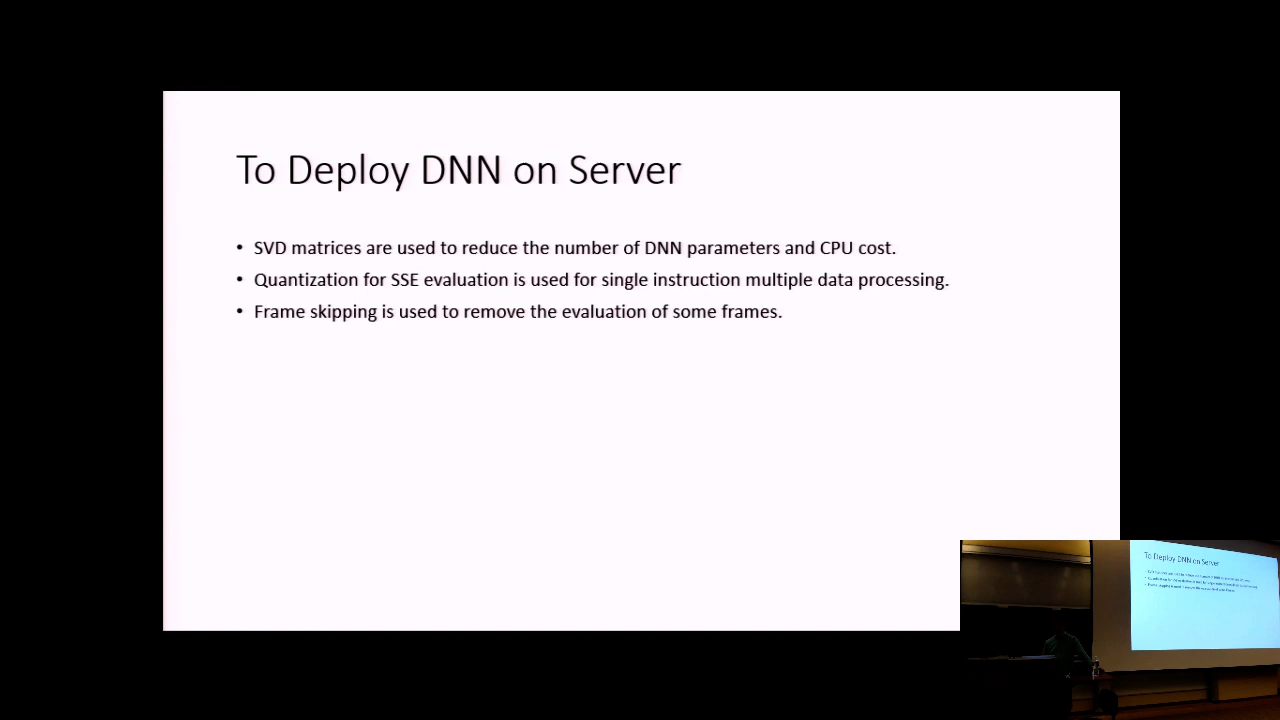 To Deploy DNN on Server
• SVD matrices are used to reduce the number of DNN parameters and CPU cost.
• Quantization for SSE evaluation is used for single instruction multiple data processing.
• Frame skipping is used to remove the evaluation of some frames.
To Deploy DNN on Server